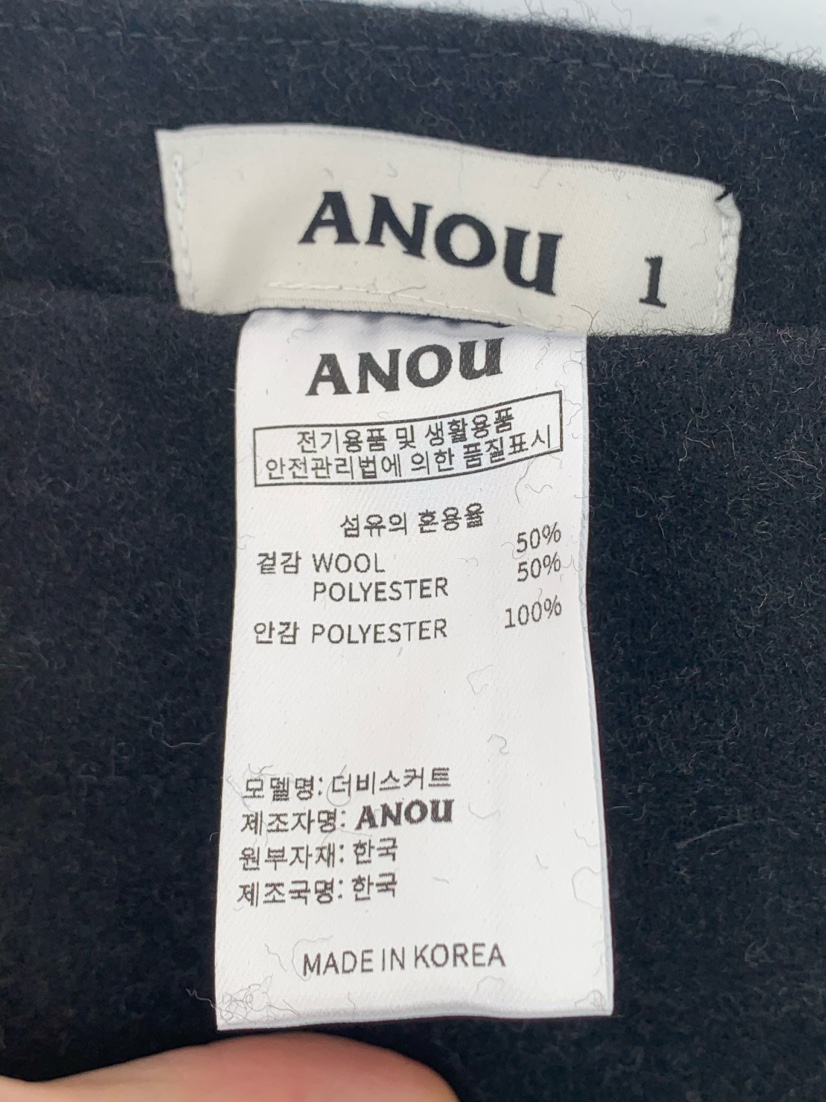 ANOU 1
ANOU
전기용품 및 생활용품
안전관리법에 의한 품질표시
섬유의 혼용율
겉감 WOOL 50%
POLYESTER 50%
안감 POLYESTER 100%
모델명: 더비스커트
제조자명: ANOU
원부자재: 한국
제조국명: 한국
MADE IN KOREA